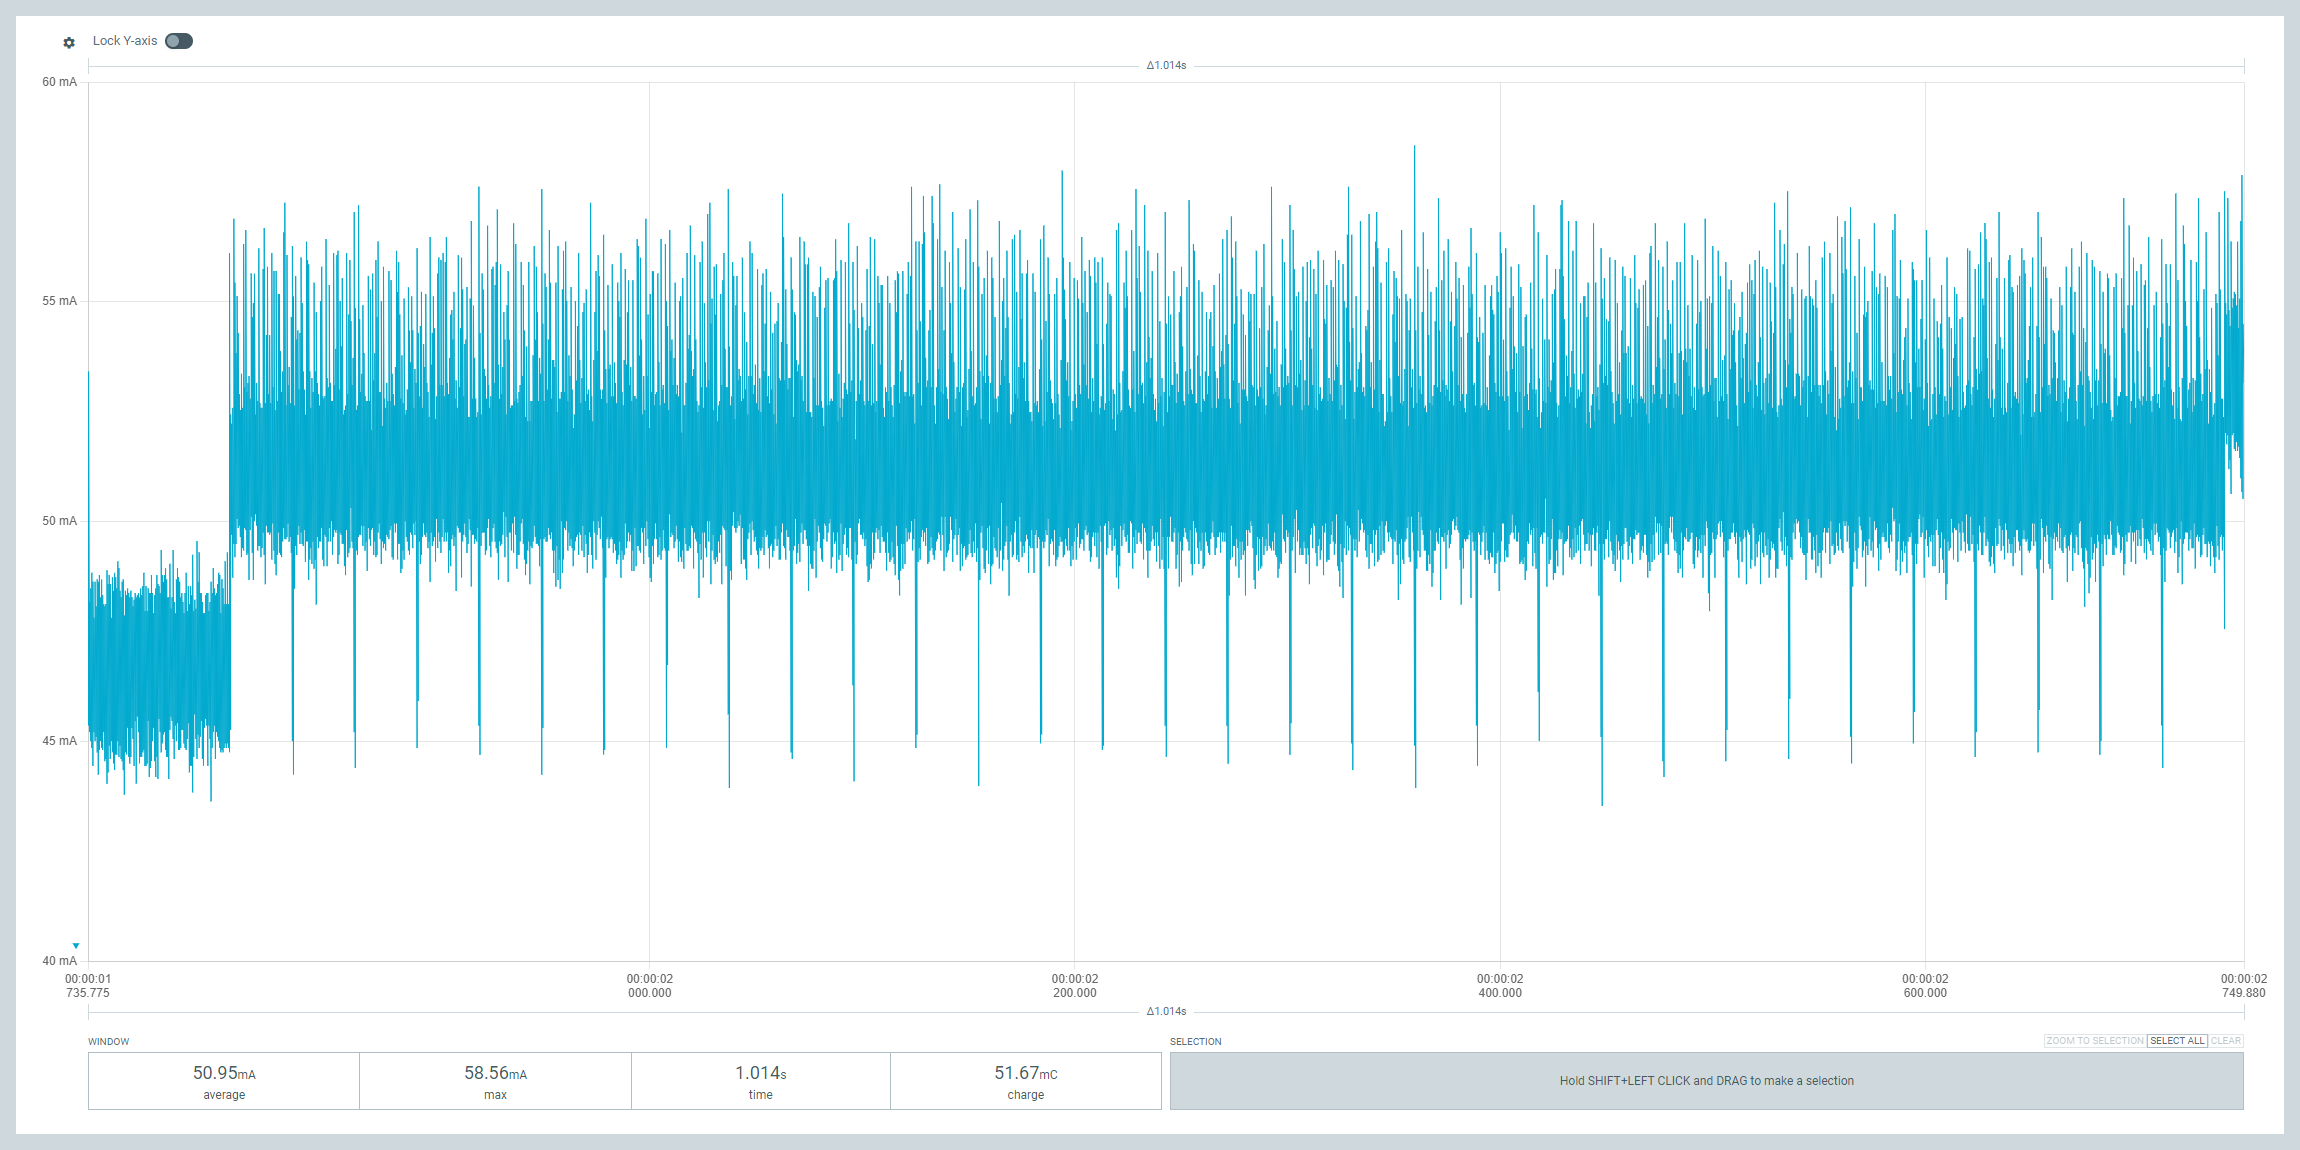 Lock Y-axis
Δ1.014s
60 mA
55 mA
50 mA
45 mA
40 mA
00:00:01 00:00:02 00:00:02 00:00:02 00:00:02 00:00:02
735.775 000.000 200.000 400.000 600.000 749.880
Δ1.014s
WINDOW
50.95mA 58.56mA 1.014s 51.67mC
average max time charge
SELECTION ZOOM TO SELECTION SELECT ALL CLEAR
Hold SHIFT+LEFT CLICK and DRAG to make a selection